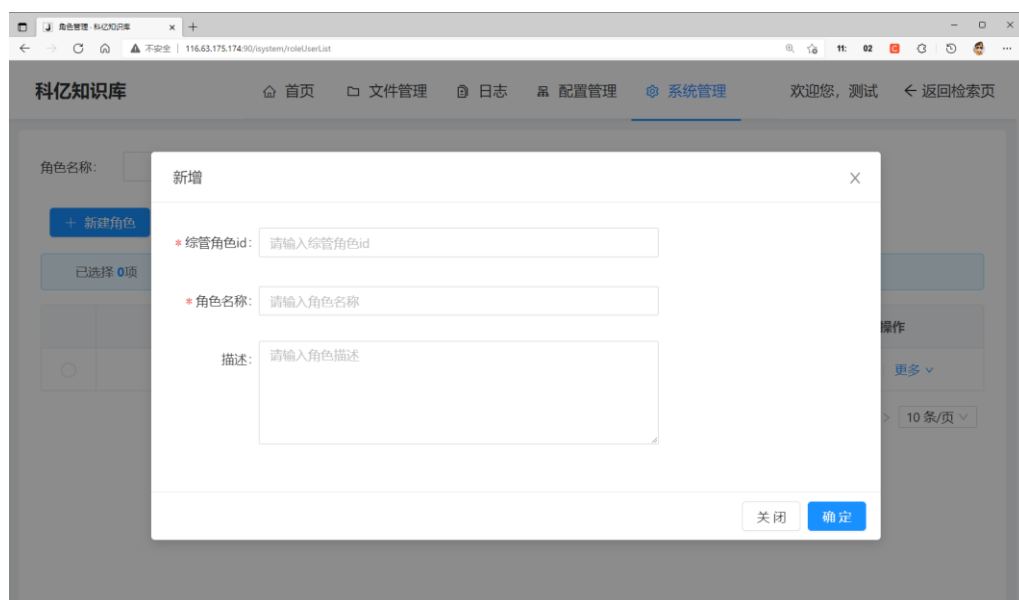 角色管理 - 科亿知识库
不安全 | 116.63.175.174:90/isystem/roleUserList
11: 02
科亿知识库 首页 文件管理 日志 配置管理 系统管理 欢迎您，测试 返回检索页
角色名称:
新增
+ 新建角色
* 综管角色id: 请输入综管角色id
已选择 0项
* 角色名称: 请输入角色名称
操作
描述: 请输入角色描述
更多
10 条/页
关闭 确定